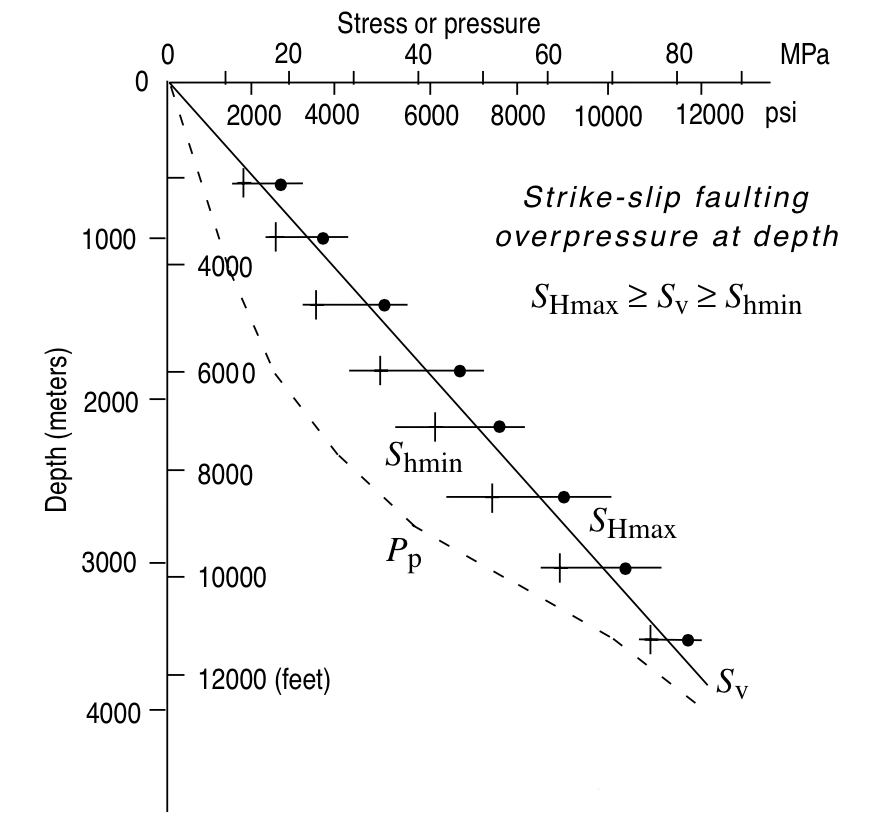 Stress or pressure
0 20 40 60 80 MPa
0
2000 4000 6000 8000 10000 12000 psi
Strike-slip faulting
overpressure at depth
1000
4000
SHmax ≥ Sv ≥ Shmin
6000
2000
Depth (meters)
Shmin
8000
SHmax
Pp
3000
10000
12000 (feet)
Sv
4000